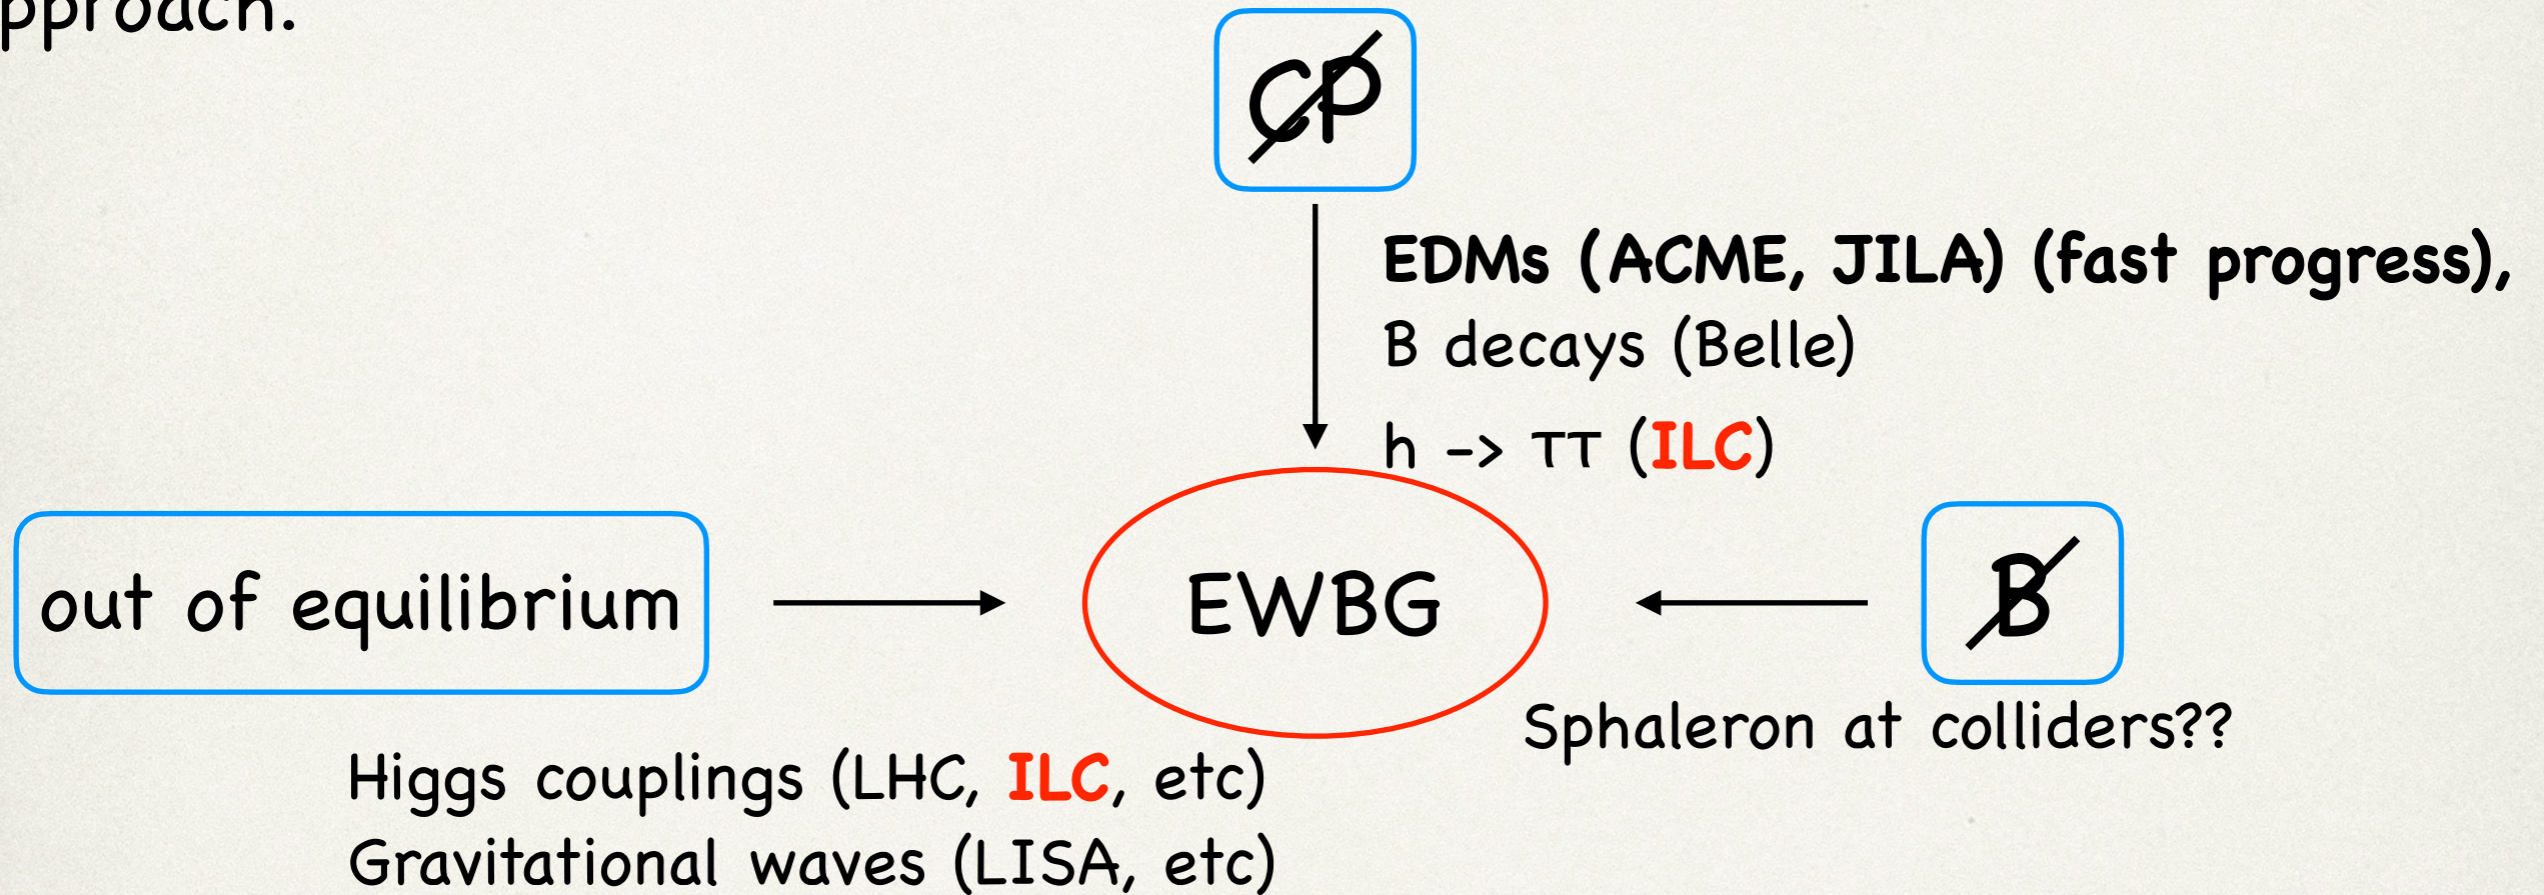 pproach.
CP
EDMs (ACME, JILA) (fast progress),
B decays (Belle)
h -> ττ (ILC)
out of equilibrium
EWBG
B
Sphaleron at colliders??
Higgs couplings (LHC, ILC, etc)
Gravitational waves (LISA, etc)